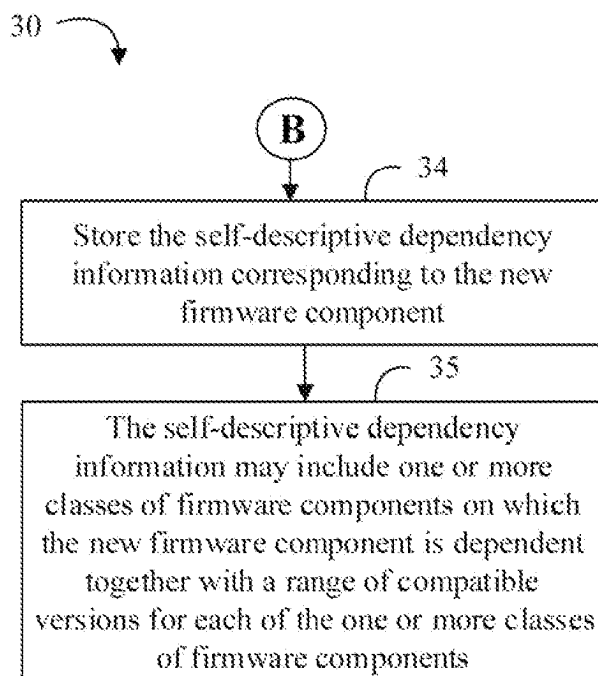 30
B
34
Store the self-descriptive dependency
information corresponding to the new
firmware component
35
The self-descriptive dependency
information may include one or more
classes of firmware components on which
the new firmware component is dependent
together with a range of compatible
versions for each of the one or more classes
of firmware components